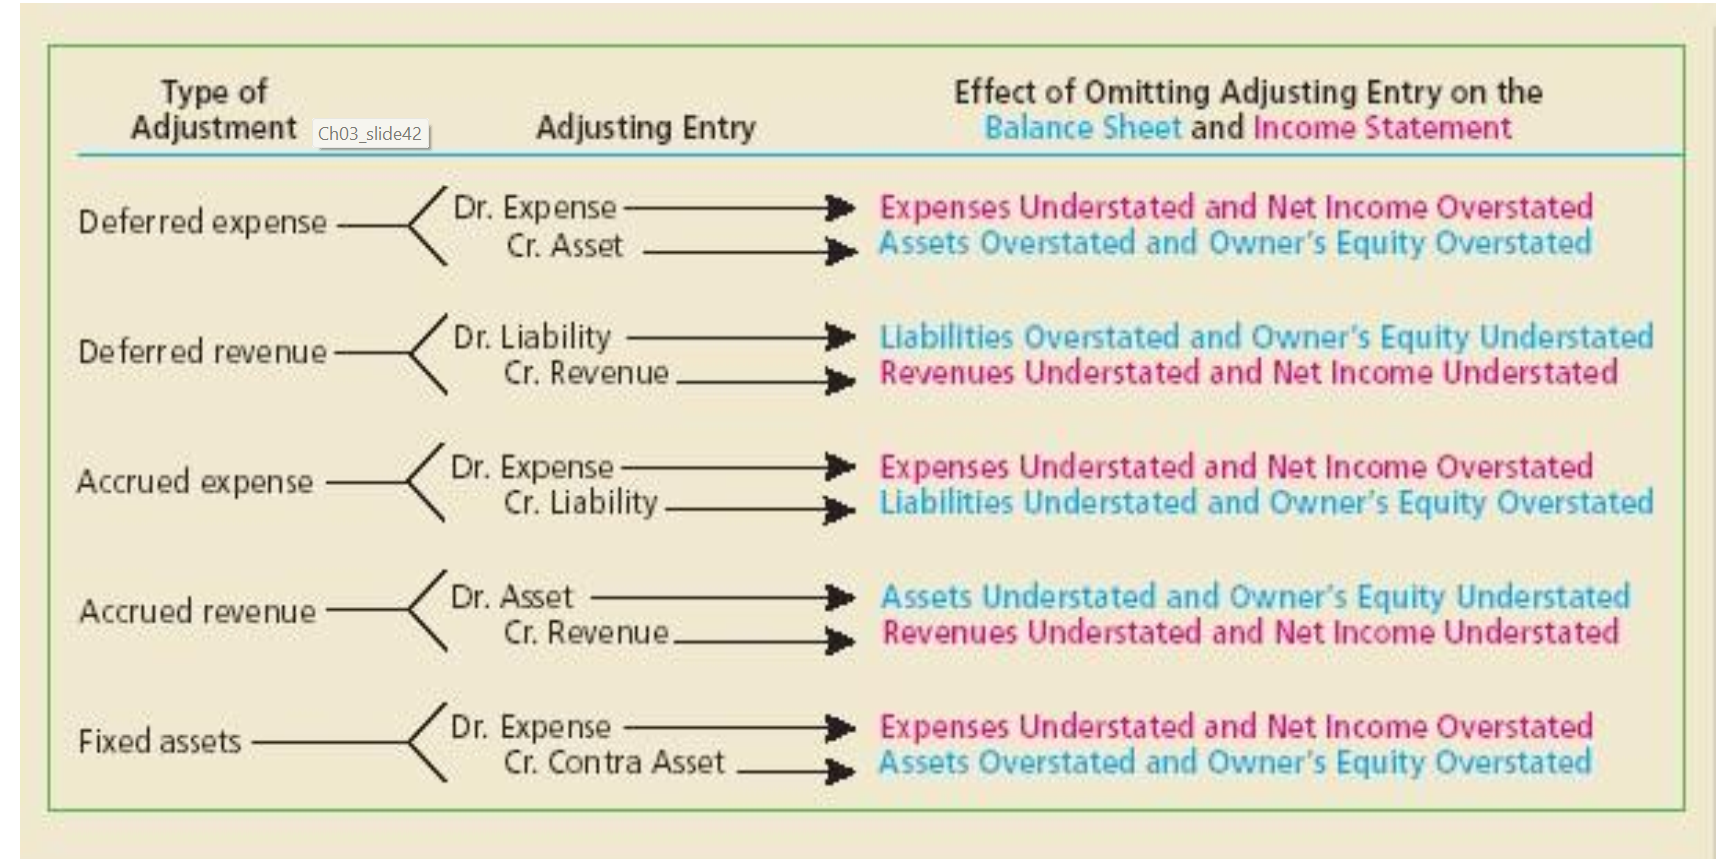 Type of
Adjustment
Ch03_slide42
Adjusting Entry
Effect of Omitting Adjusting Entry on the
Balance Sheet and Income Statement
Deferred expense
Dr. Expense
Cr. Asset
Expenses Understated and Net Income Overstated
Assets Overstated and Owner's Equity Overstated
Deferred revenue
Dr. Liability
Cr. Revenue
Liabilities Overstated and Owner's Equity Understated
Revenues Understated and Net Income Understated
Accrued expense
Dr. Expense
Cr. Liability
Expenses Understated and Net Income Overstated
Liabilities Understated and Owner's Equity Overstated
Accrued revenue
Dr. Asset
Cr. Revenue
Assets Understated and Owner's Equity Understated
Revenues Understated and Net Income Understated
Fixed assets
Dr. Expense
Cr. Contra Asset
Expenses Understated and Net Income Overstated
Assets Overstated and Owner's Equity Overstated